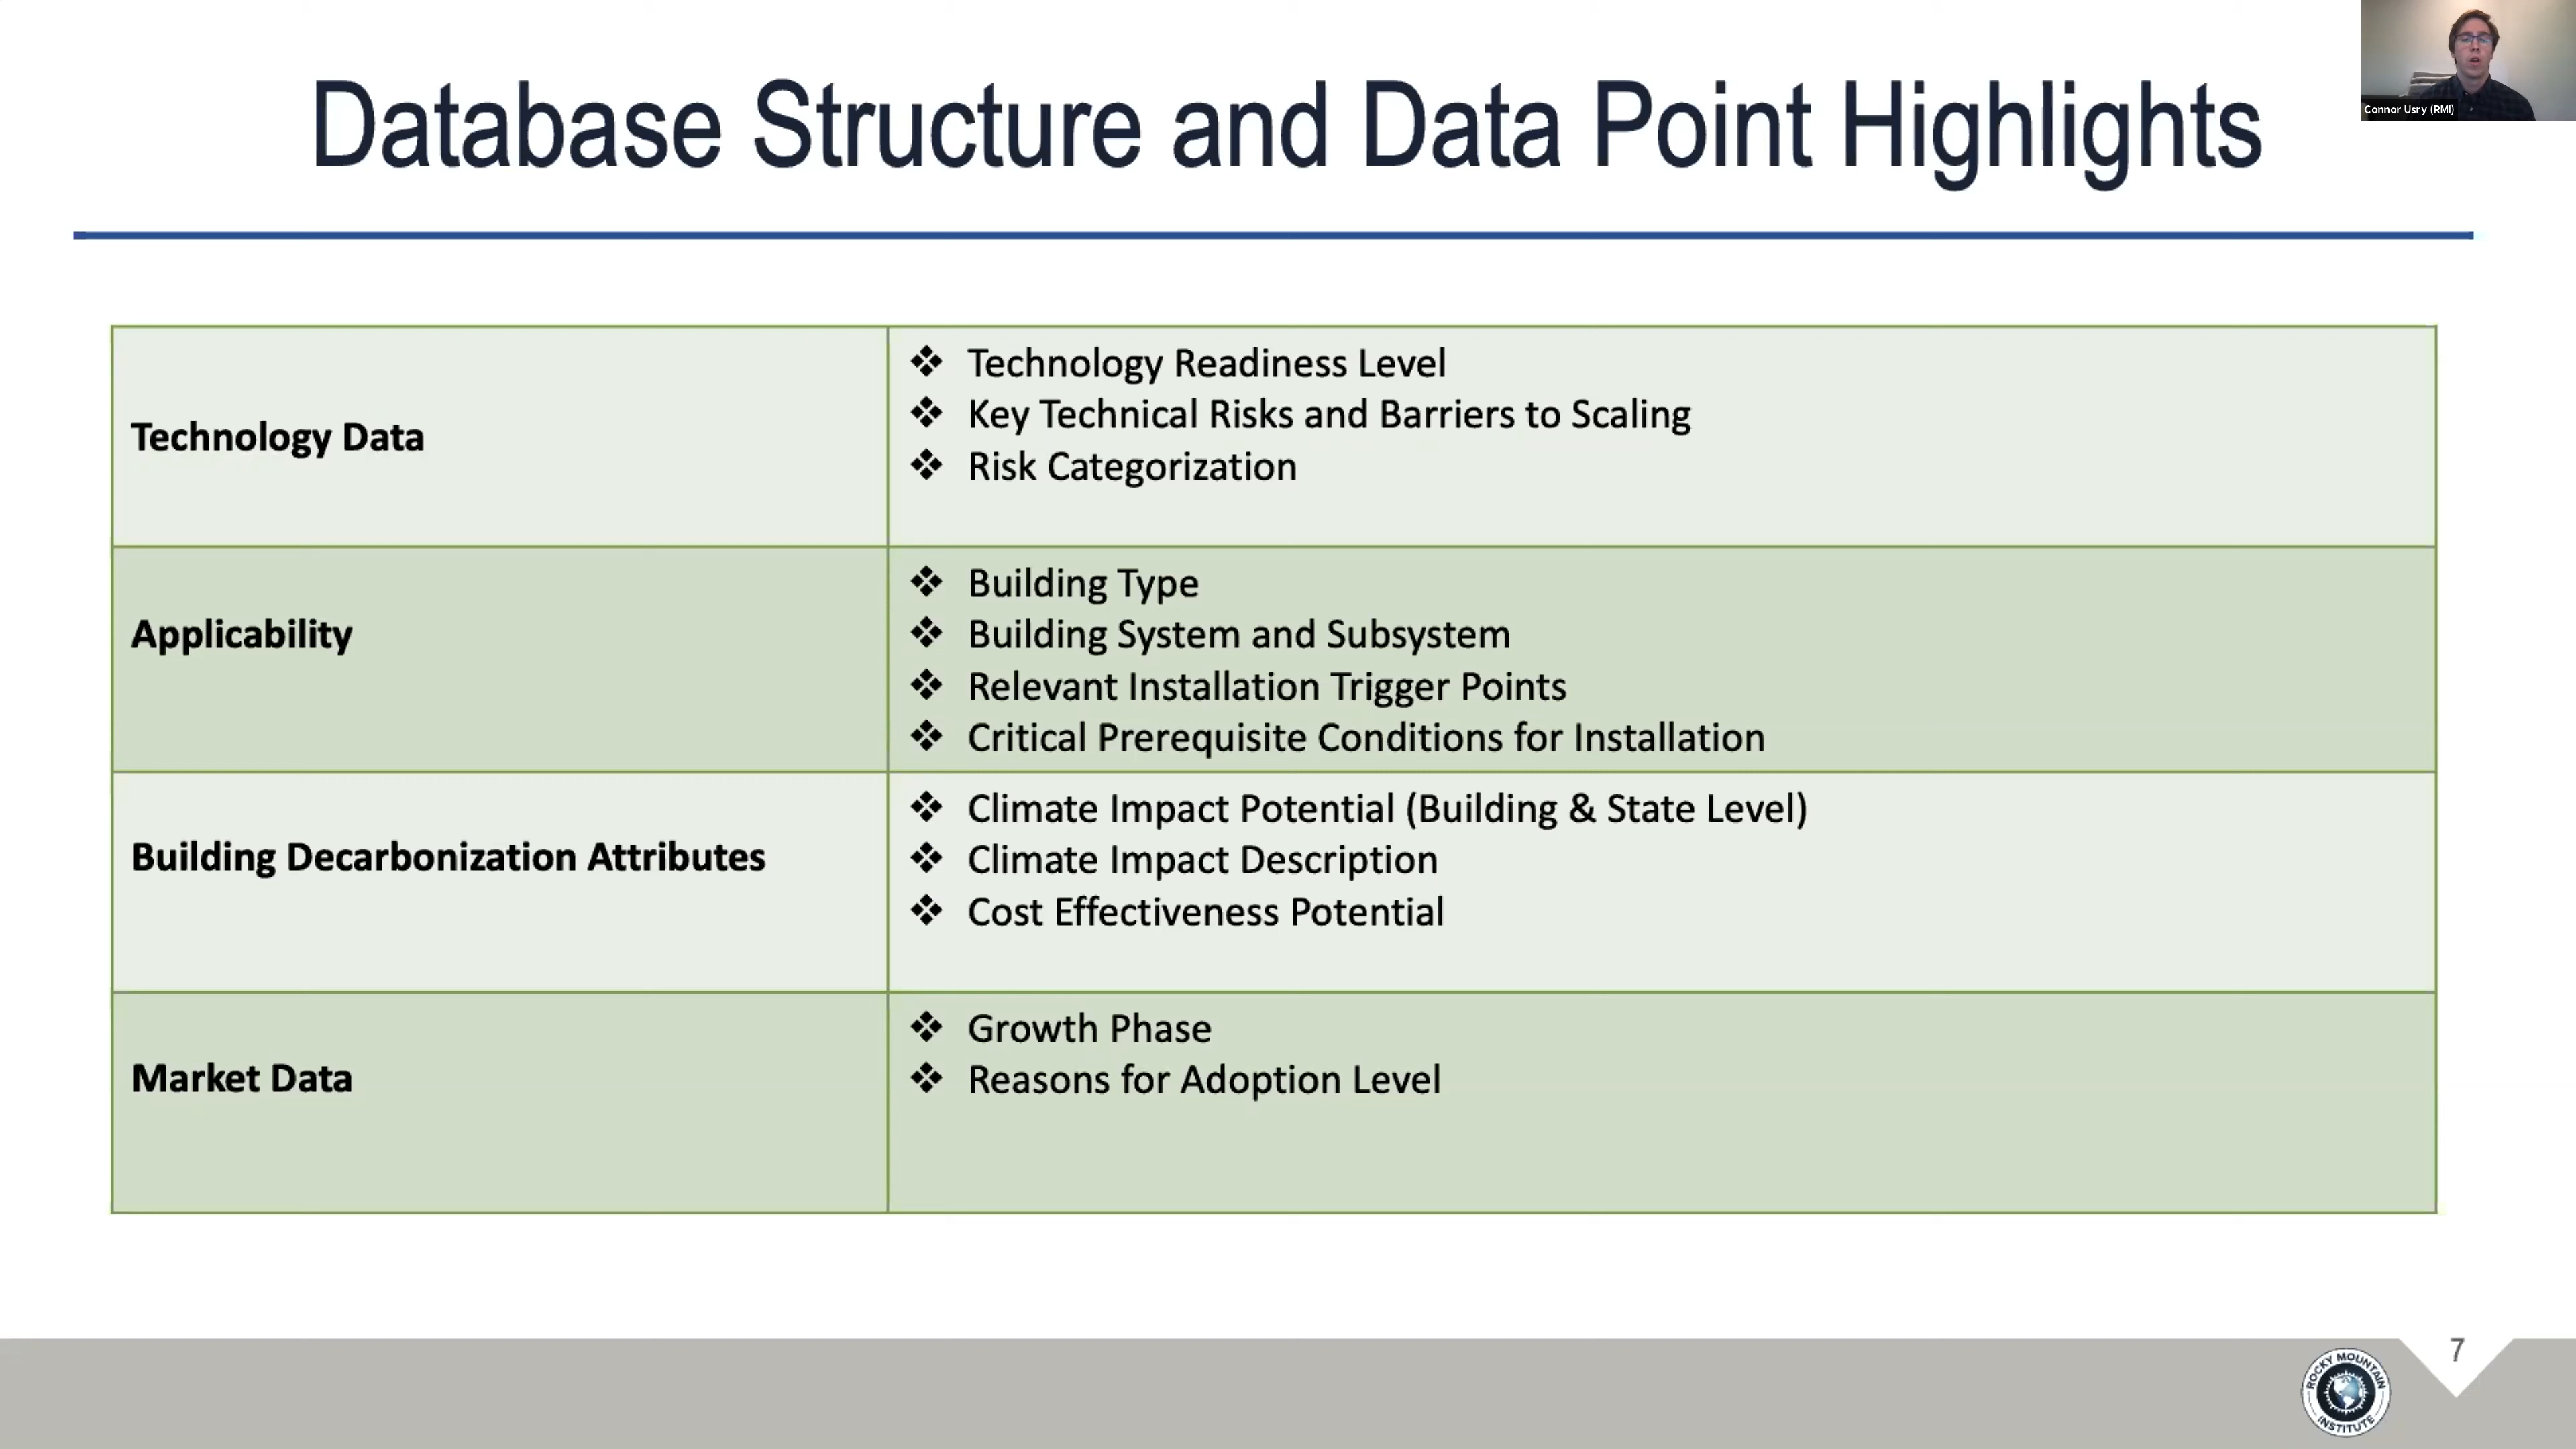 Database Structure and Data Point Highlights
Connor Usry (RMI)
Technology Data
❖ Technology Readiness Level
❖ Key Technical Risks and Barriers to Scaling
❖ Risk Categorization
Applicability
❖ Building Type
❖ Building System and Subsystem
❖ Relevant Installation Trigger Points
❖ Critical Prerequisite Conditions for Installation
Building Decarbonization Attributes
❖ Climate Impact Potential (Building & State Level)
❖ Climate Impact Description
❖ Cost Effectiveness Potential
Market Data
❖ Growth Phase
❖ Reasons for Adoption Level
ROCKY MOUNTAIN
INSTITUTE
7